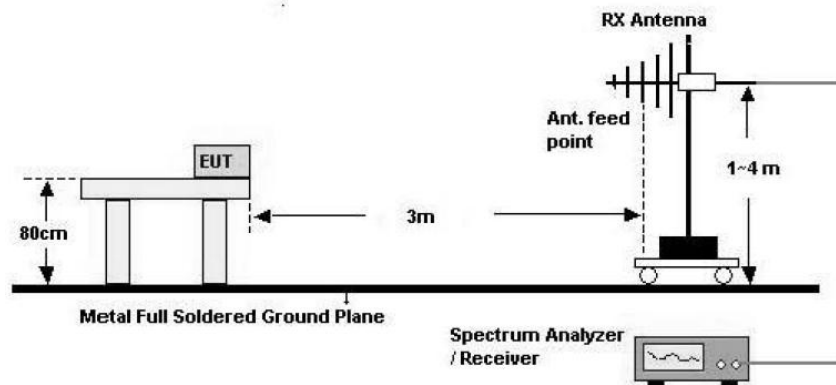 RX Antenna
Ant. feed
point
EUT
1~4 m
3m
80cm
Metal Full Soldered Ground Plane
Spectrum Analyzer
/ Receiver